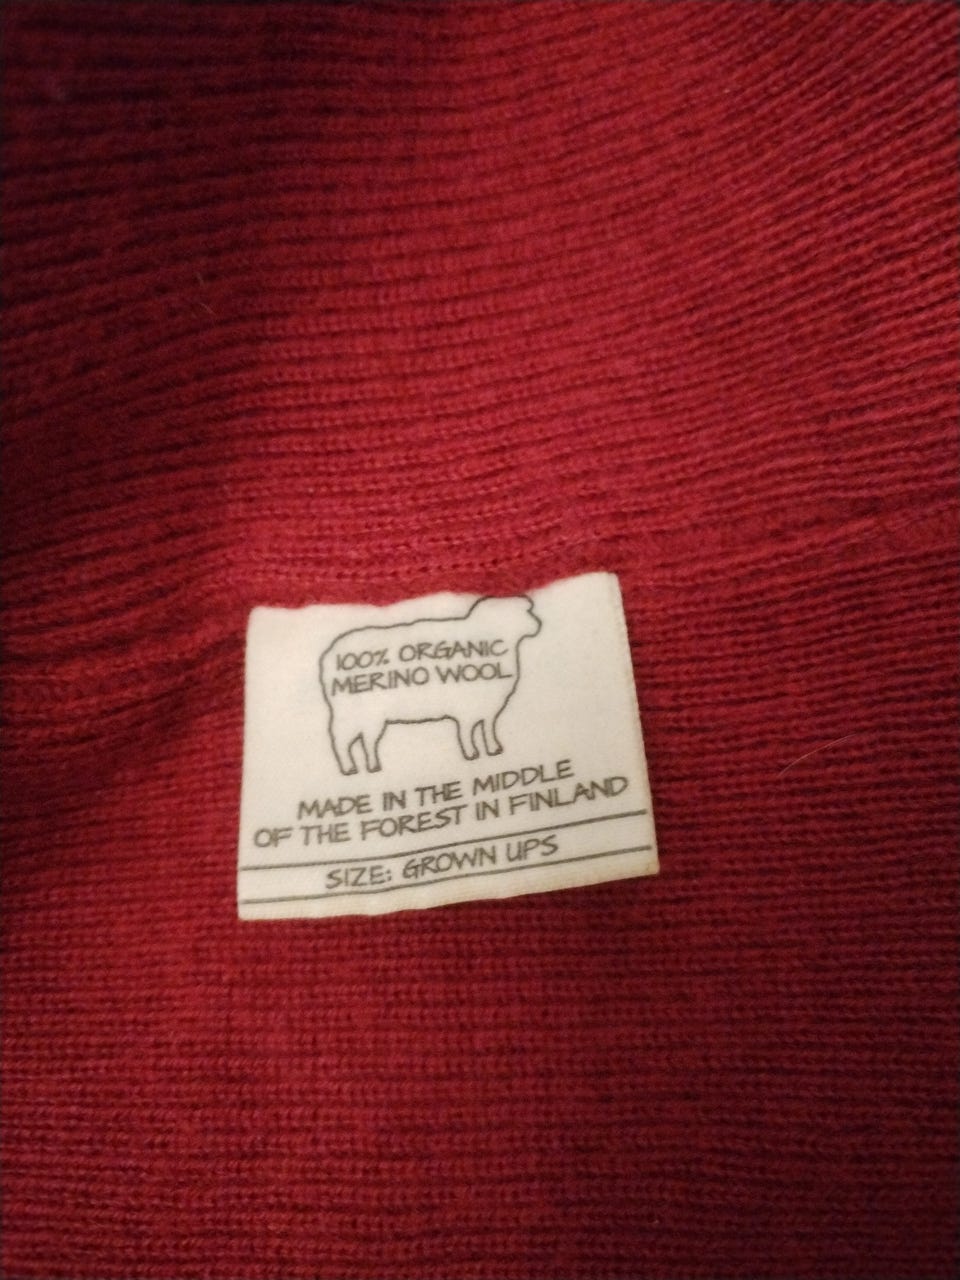 100% ORGANIC
MERINO WOOL
MADE IN THE MIDDLE
OF THE FOREST IN FINLAND
SIZE: GROWN UPS